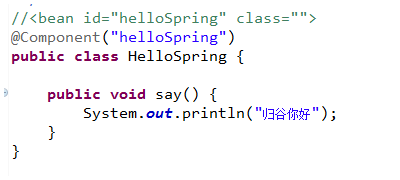 //<bean id="helloSpring" class="">
@Component("helloSpring")
public class HelloSpring {
public void say() {
System.out.println("归谷你好");
}
}